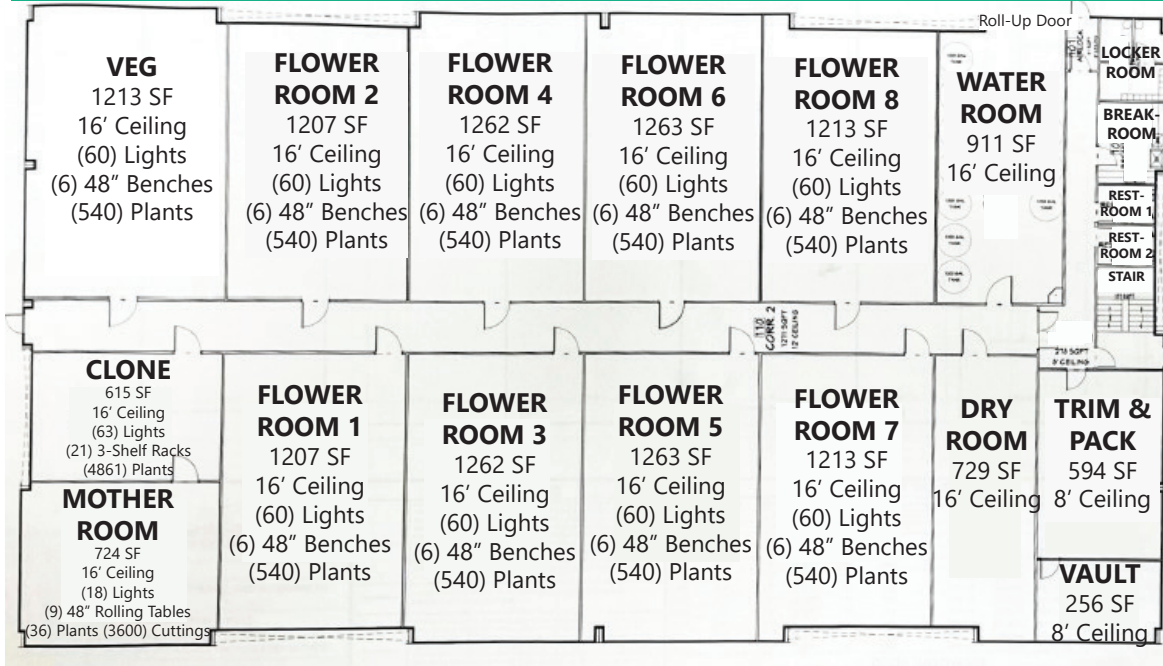 Roll-Up Door
VEG
1213 SF
16’ Ceiling
(60) Lights
(6) 48” Benches
(540) Plants
FLOWER
ROOM 2
1207 SF
16’ Ceiling
(60) Lights
(6) 48” Benches
(540) Plants
FLOWER
ROOM 4
1262 SF
16’ Ceiling
(60) Lights
(6) 48” Benches
(540) Plants
FLOWER
ROOM 6
1263 SF
16’ Ceiling
(60) Lights
(6) 48” Benches
(540) Plants
FLOWER
ROOM 8
1213 SF
16’ Ceiling
(60) Lights
(6) 48” Benches
(540) Plants
WATER
ROOM
911 SF
16’ Ceiling
LOCKER
ROOM
BREAK-
ROOM
REST-
ROOM 1
REST-
ROOM 2
STAIR
110
CORR. 2
1271 SQFT
12' CEILING
8' CEILING
CLONE
615 SF
16’ Ceiling
(63) Lights
(21) 3-Shelf Racks
(4861) Plants
MOTHER
ROOM
724 SF
16’ Ceiling
(18) Lights
(9) 48” Rolling Tables
(36) Plants (3600) Cuttings
FLOWER
ROOM 1
1207 SF
16’ Ceiling
(60) Lights
(6) 48” Benches
(540) Plants
FLOWER
ROOM 3
1262 SF
16’ Ceiling
(60) Lights
(6) 48” Benches
(540) Plants
FLOWER
ROOM 5
1263 SF
16’ Ceiling
(60) Lights
(6) 48” Benches
(540) Plants
FLOWER
ROOM 7
1213 SF
16’ Ceiling
(60) Lights
(6) 48” Benches
(540) Plants
DRY
ROOM
729 SF
16’ Ceiling
TRIM &
PACK
594 SF
8’ Ceiling
VAULT
256 SF
8’ Ceiling